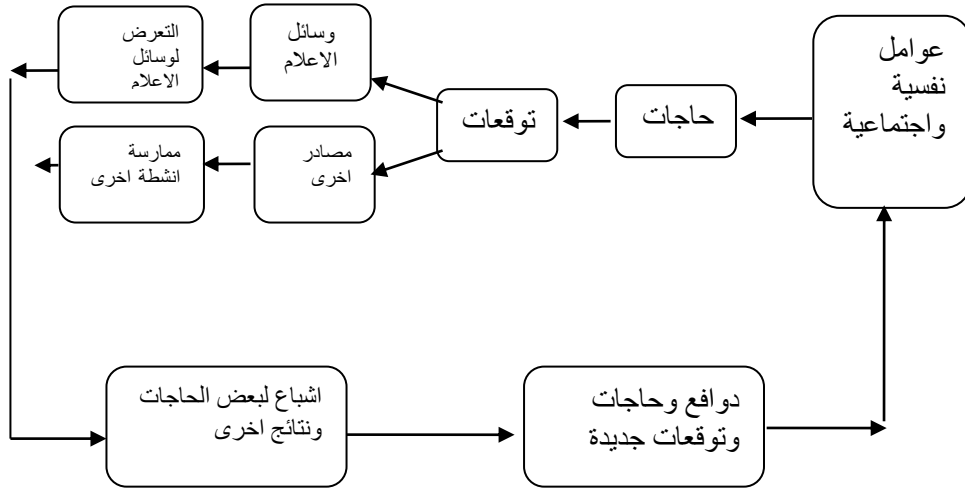 عوامل
نفسية
واجتماعية
حاجات
توقعات
وسائل
الاعلام
التعرض
لوسائل
الاعلام
مصادر
اخرى
ممارسة
انشطة اخرى
اشباع لبعض الحاجات
ونتائج اخرى
دوافع وحاجات
وتوقعات جديدة